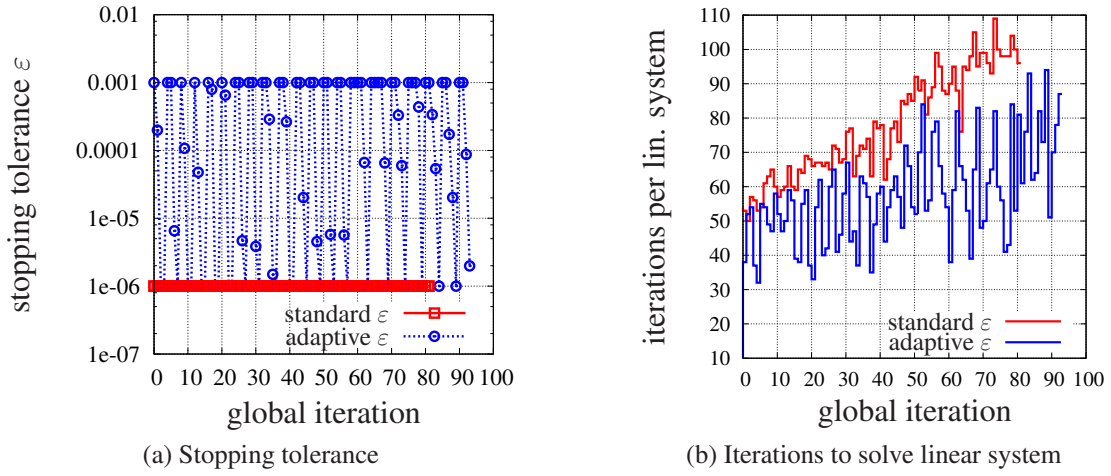 0.01
0.001
0.0001
1e-05
1e-06
1e-07
stopping tolerance ε
standard ε
adaptive ε
0 10 20 30 40 50 60 70 80 90 100
global iteration
(a) Stopping tolerance
110
100
90
80
70
60
50
40
30
20
10
iterations per lin. system
standard ε
adaptive ε
0 10 20 30 40 50 60 70 80 90 100
global iteration
(b) Iterations to solve linear system